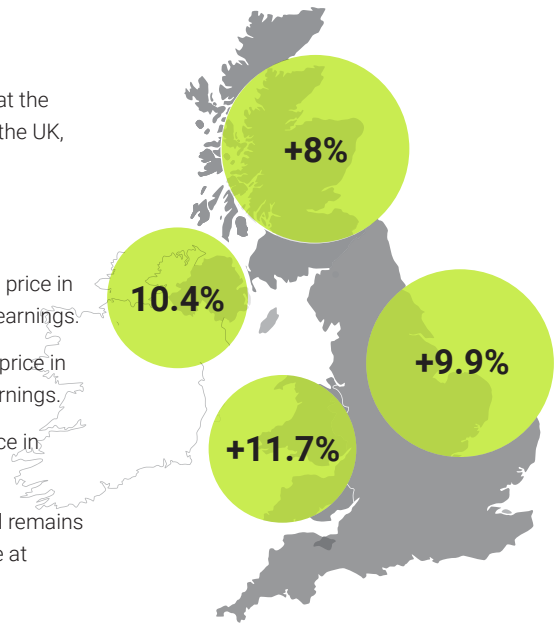 at the
the UK,
price in
earnings.
price in
rnings.
ce in
l remains
e at
+8%
10.4%
+9.9%
+11.7%